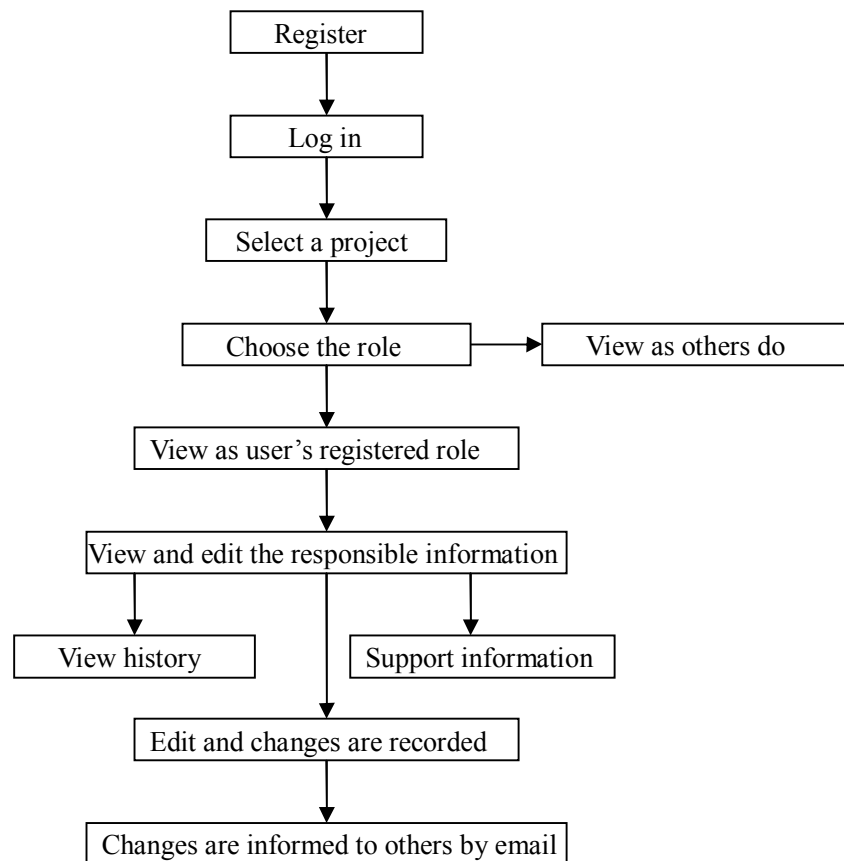 Register
Log in
Select a project
Choose the role
View as others do
View as user’s registered role
View and edit the responsible information
View history
Support information
Edit and changes are recorded
Changes are informed to others by email